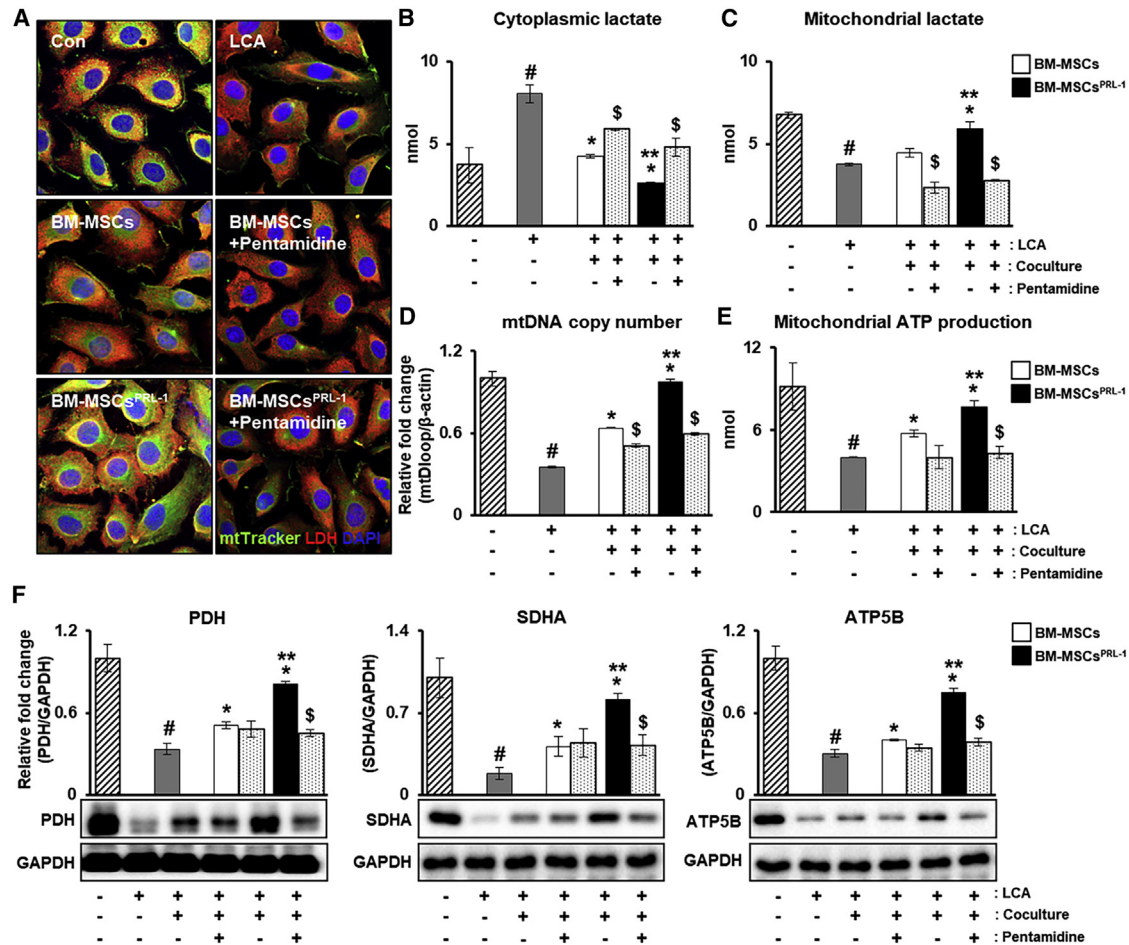 A
Con
LCA
BM-MSCs
BM-MSCs
+Pentamidine
BM-MSCsPRL-1
BM-MSCsPRL-1
+Pentamidine
mtTracker LDH DAPI
B
Cytoplasmic lactate
nmol
10
5
0
#
*
$
**
*
$
- + + + + +
- - + + + +
- - - + - +
C
Mitochondrial lactate
nmol
10
5
0
#
$
**
*
$
BM-MSCs
BM-MSCsPRL-1
- + + + + + : LCA
- - + + + + : Coculture
- - - + - + : Pentamidine
D
mtDNA copy number
Relative fold change
(mtDloop/β-actin)
1.2
0.6
0
#
*
$
**
*
$
- + + + + +
- - + + + +
- - - + - +
E
Mitochondrial ATP production
nmol
12
6
0
#
*
**
*
$
BM-MSCs
BM-MSCsPRL-1
- + + + + + : LCA
- - + + + + : Coculture
- - - + - + : Pentamidine
F
PDH
Relative fold change
(PDH/GAPDH)
1.2
0.6
0
#
*
**
*
$
PDH
GAPDH
- + + + + +
- - + + + +
- - - + - +
SDHA
(SDHA/GAPDH)
1.4
0.7
0
#
*
**
*
$
SDHA
GAPDH
- + + + + +
- - + + + +
- - - + - +
ATP5B
(ATP5B/GAPDH)
1.2
0.6
0
#
*
**
*
$
BM-MSCs
BM-MSCsPRL-1
ATP5B
GAPDH
- + + + + + : LCA
- - + + + + : Coculture
- - - + - + : Pentamidine